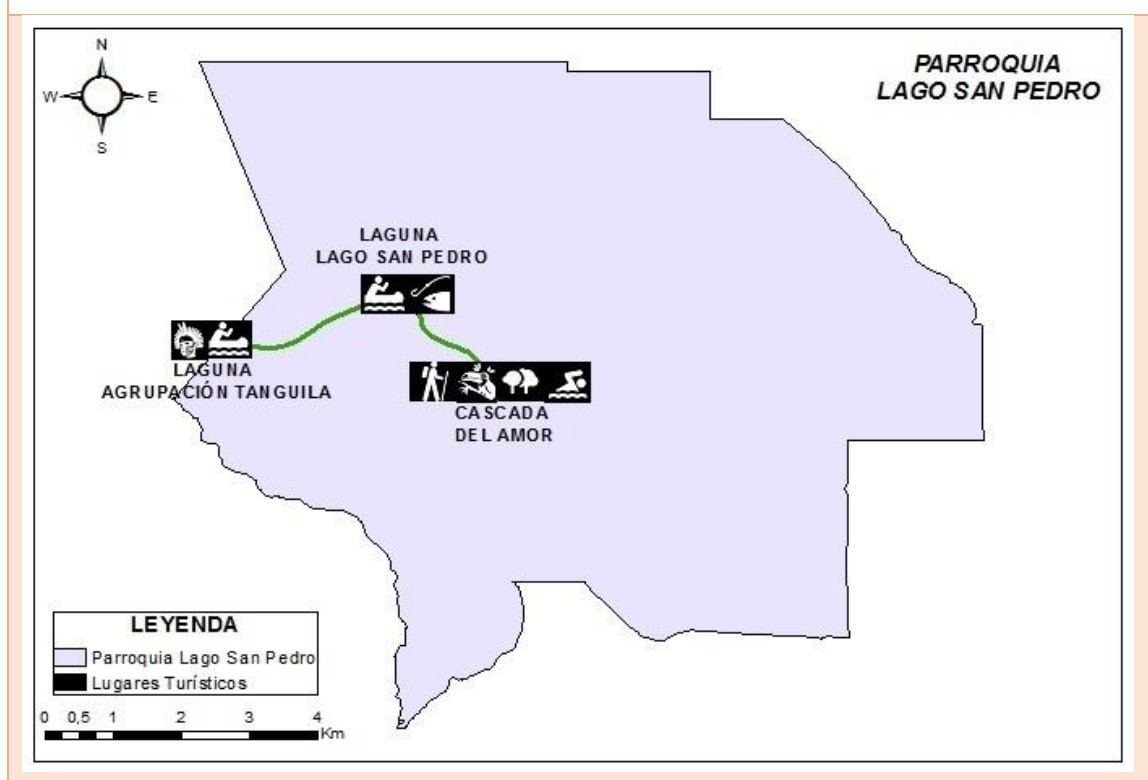 N
W
E
S
PARROQUIA
LAGO SAN PEDRO
LAGUNA
LAGO SAN PEDRO
LAGUNA
AGRUPACIÓN TANGUILA
CASCADA
DEL AMOR
LEYENDA
Parroquia Lago San Pedro
Lugares Turísticos
0 0,5 1 2 3 4
Km